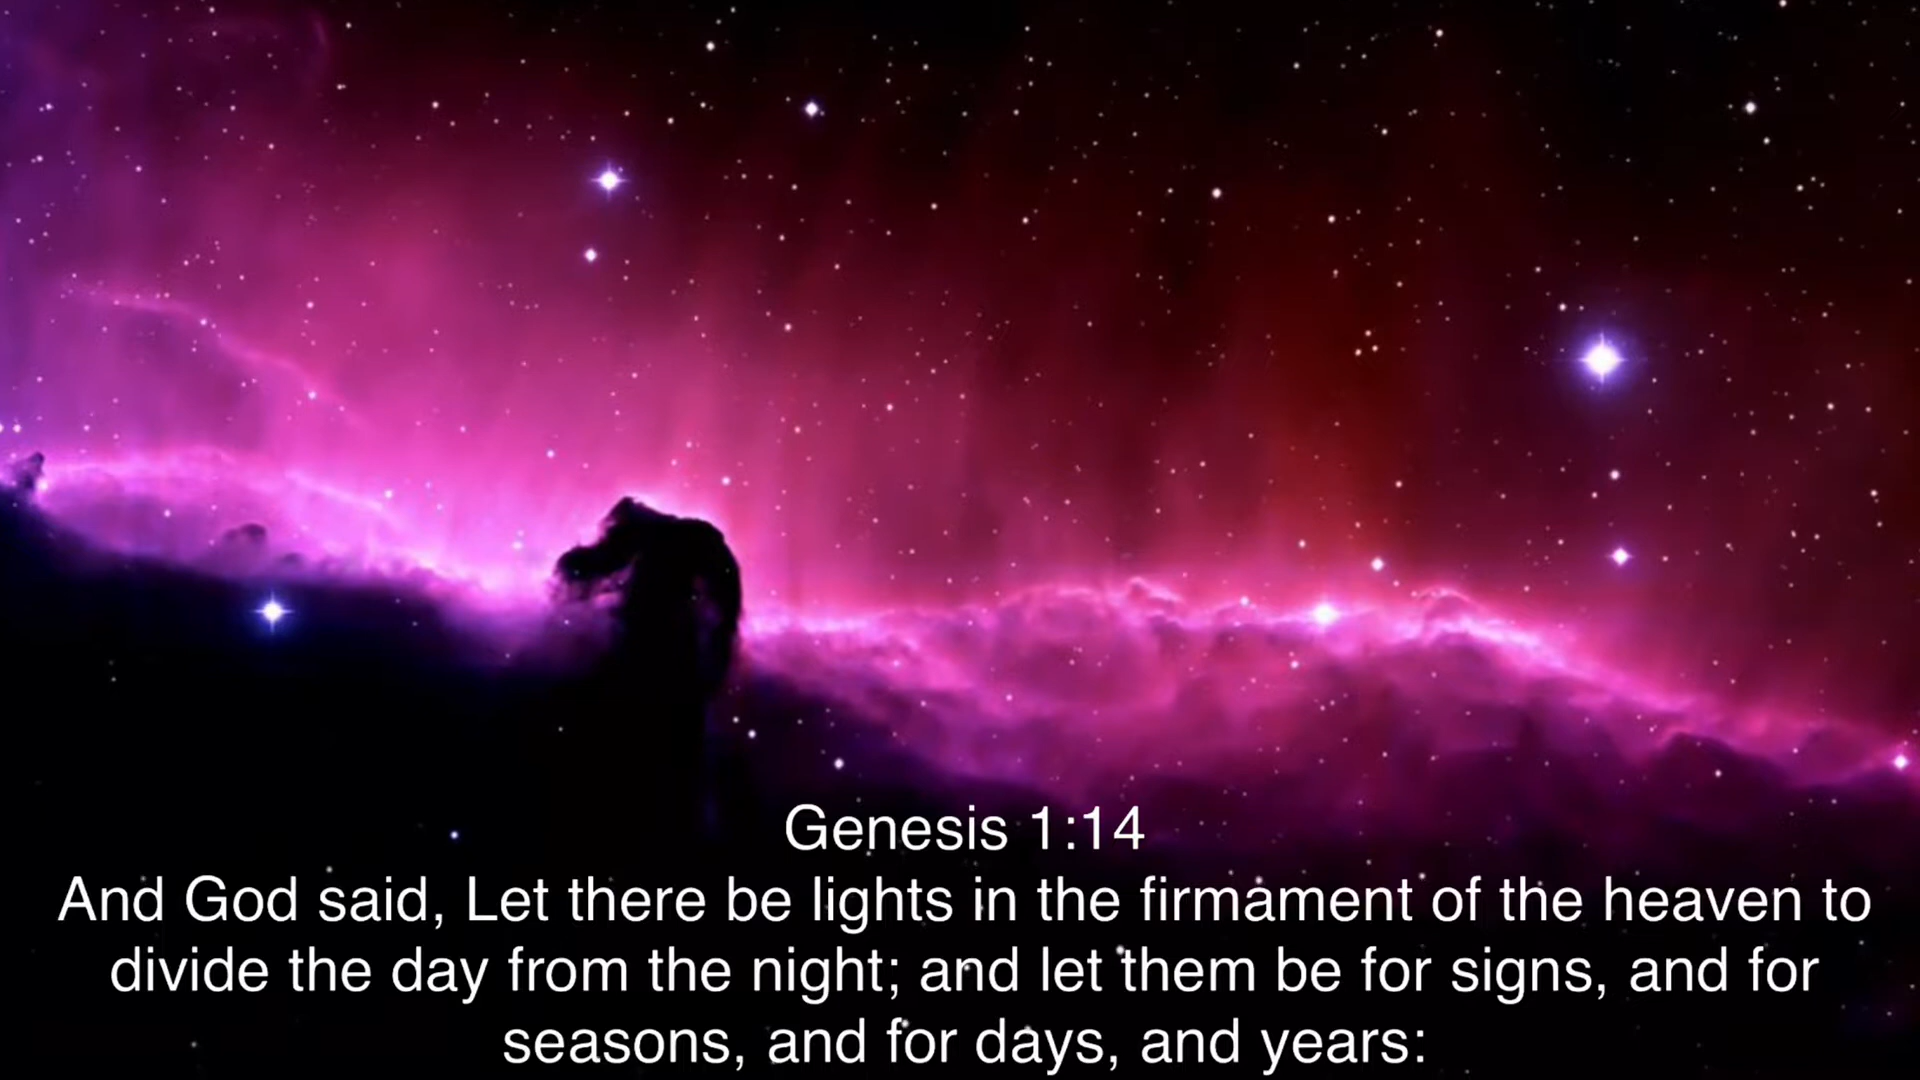 Genesis 1:14
And God said, Let there be lights in the firmament of the heaven to
divide the day from the night; and let them be for signs, and for
seasons, and for days, and years: